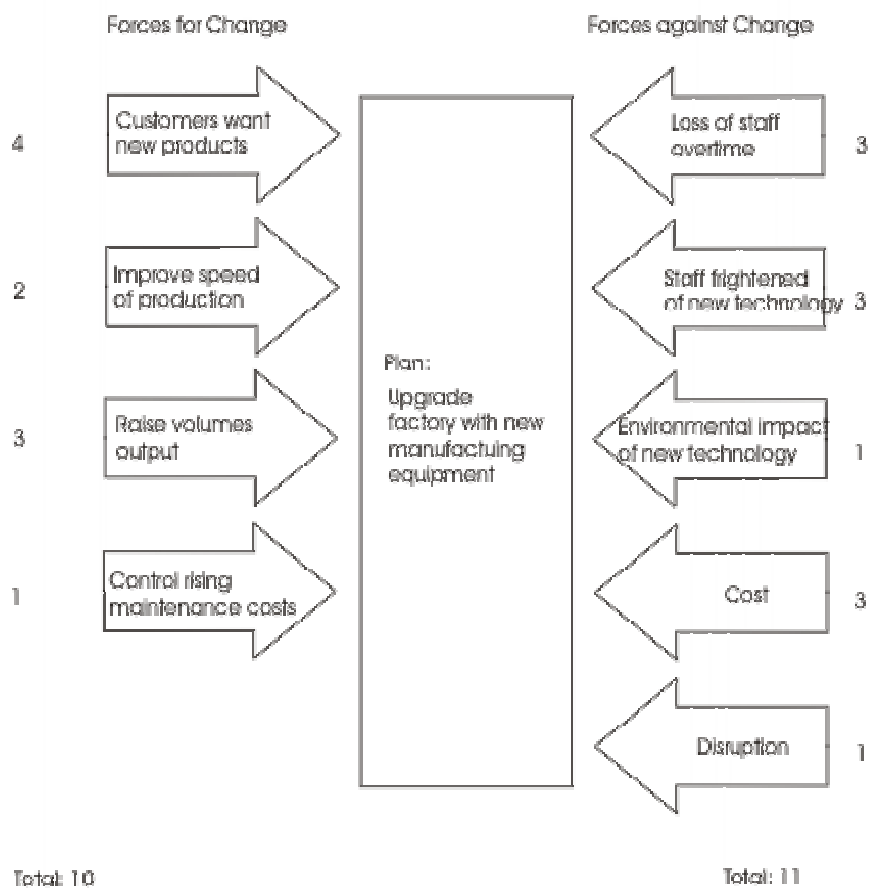 Forces for Change
Forces against Change
4
Customers want
new products
Loss of staff
overtime
3
2
Improve speed
of production
Staff frightened
of new technology
3
Plan:
Upgrade
factory with new
manufactuing
equipment
3
Raise volumes
output
Environmental impact
of new technology
1
1
Control rising
maintenance costs
Cost
3
Disruption
1
Total: 10
Total: 11